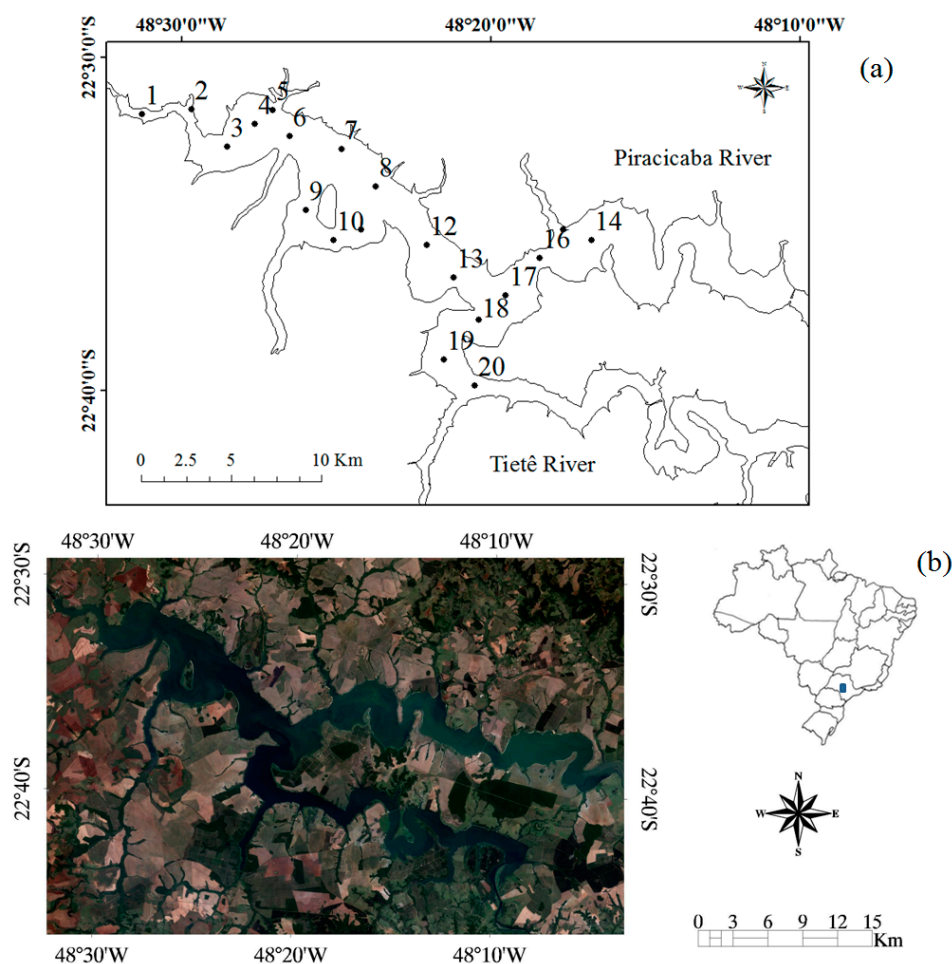 48°30'0"W 48°20'0"W 48°10'0"W
(a)
22°30'0"S
22°40'0"S
N
W E
S
1
2
3
4
5
6
7
8
9
10
12
13
14
16
17
18
19
20
Piracicaba River
Tietê River
0 2.5 5 10 Km
48°30'W 48°20'W 48°10'W
(b)
22°30'S
22°30'S
22°40'S
22°40'S
48°30'W 48°20'W 48°10'W
N
W E
S
0 3 6 9 12 15
Km